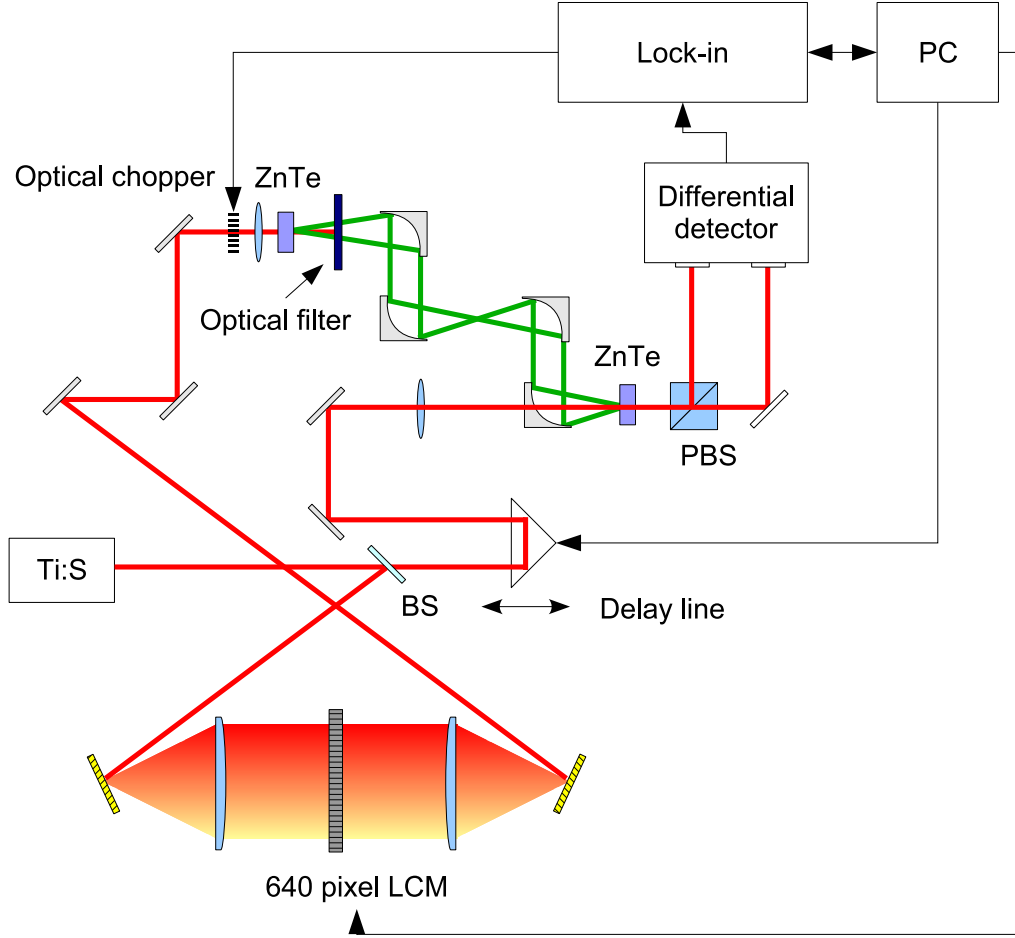 Lock-in
PC
Optical chopper
ZnTe
Differential
detector
Optical filter
ZnTe
PBS
Ti:S
BS
Delay line
640 pixel LCM